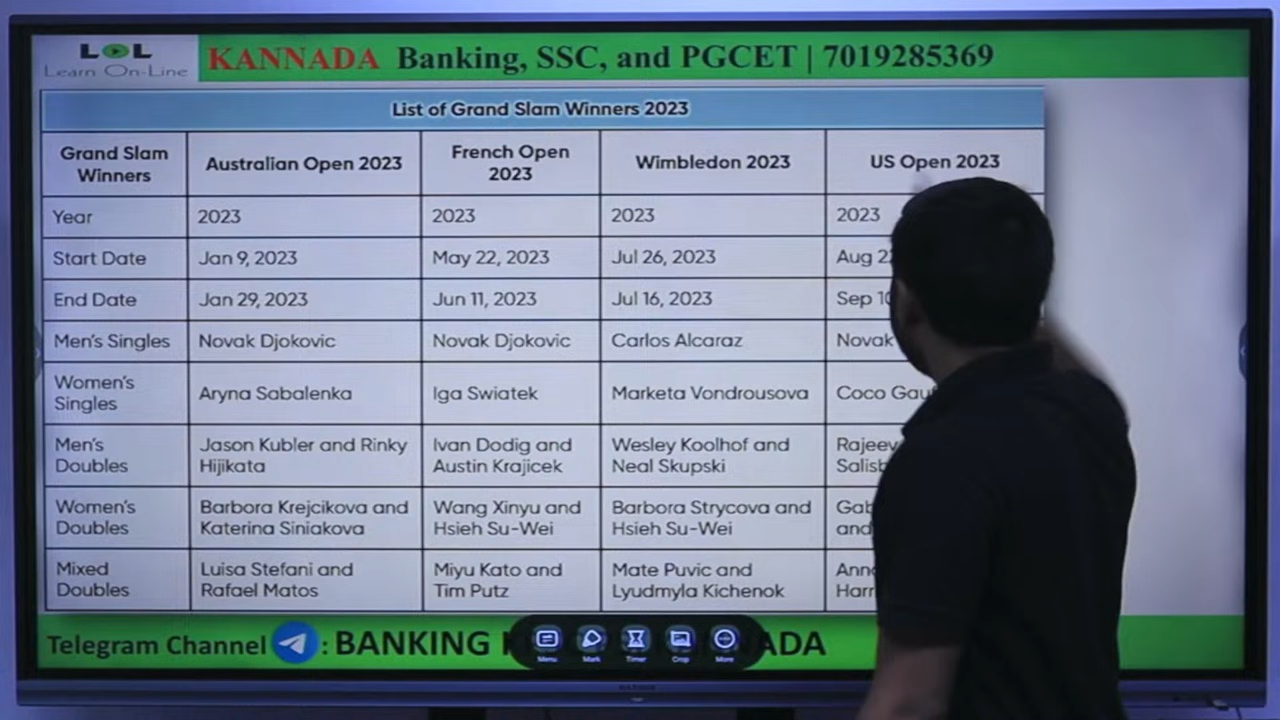 LOL
Learn On-Line
KANNADA Banking, SSC, and PGCET | 7019285369
List of Grand Slam Winners 2023
Grand Slam Winners
Australian Open 2023
French Open 2023
Wimbledon 2023
US Open 2023
Year
2023
2023
2023
2023
Start Date
Jan 9, 2023
May 22, 2023
Jul 26, 2023
Aug
End Date
Jan 29, 2023
Jun 11, 2023
Jul 16, 2023
Sep 10
Men's Singles
Novak Djokovic
Novak Djokovic
Carlos Alcaraz
Novak
Women's
Singles
Aryna Sabalenka
Iga Swiatek
Marketa Vondrousova
Coco
Men's
Doubles
Jason Kubler and Rinky
Hijikata
Ivan Dodig and
Austin Krajicek
Wesley Koolhof and
Neal Skupski
Rajeev
Women's
Doubles
Barbora Krejcikova and
Katerina Siniakova
Wang Xinyu and
Hsieh Su-Wei
Barbora Strycova and
Hsieh Su-Wei
and
Mixed
Doubles
Luisa Stefani and
Rafael Matos
Miyu Kato and
Tim Putz
Mate Puvic and
Lyudmyla Kichenok
Telegram Channel : BANKING
Menu
Mark
Timer
Crop
More